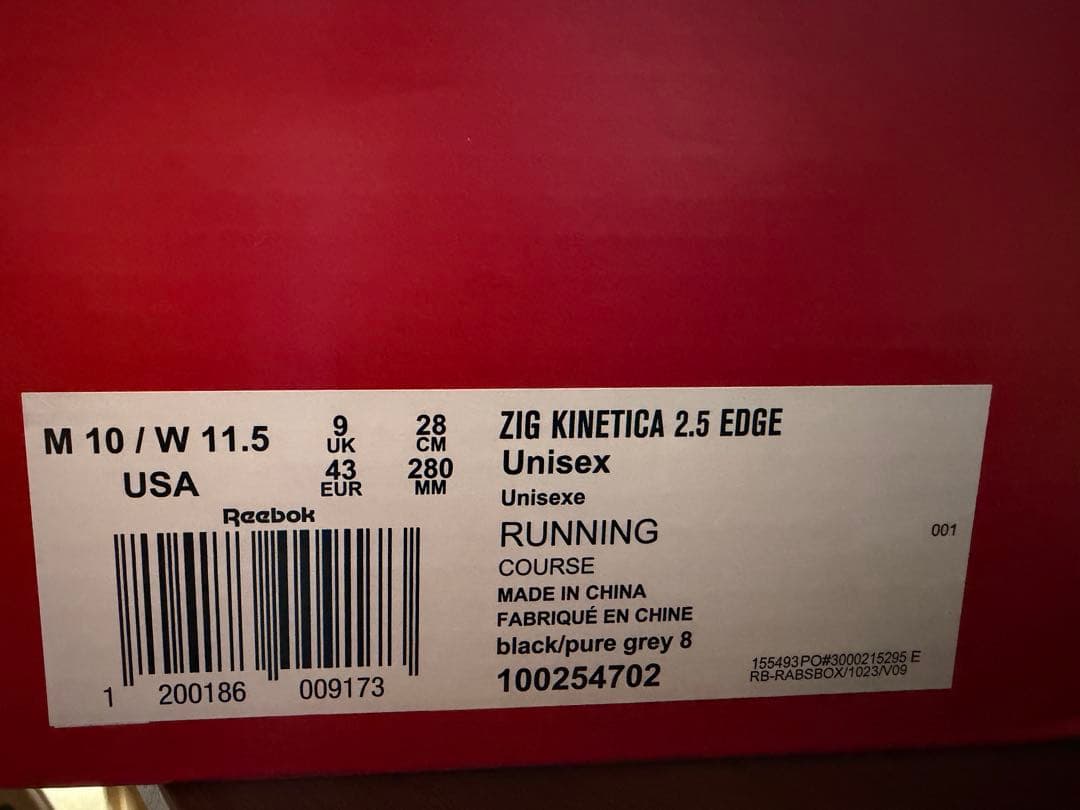 M 10 / W 11.5
USA
9
UK
43
EUR
28
CM
280
MM
Reebok
1 200186 009173
ZIG KINETICA 2.5 EDGE
Unisex
Unisexe
RUNNING
COURSE
MADE IN CHINA
FABRIQUÉ EN CHINE
black/pure grey 8
100254702
001
155493PO#3000215295 E
RB-RABSBOX/1023/V09